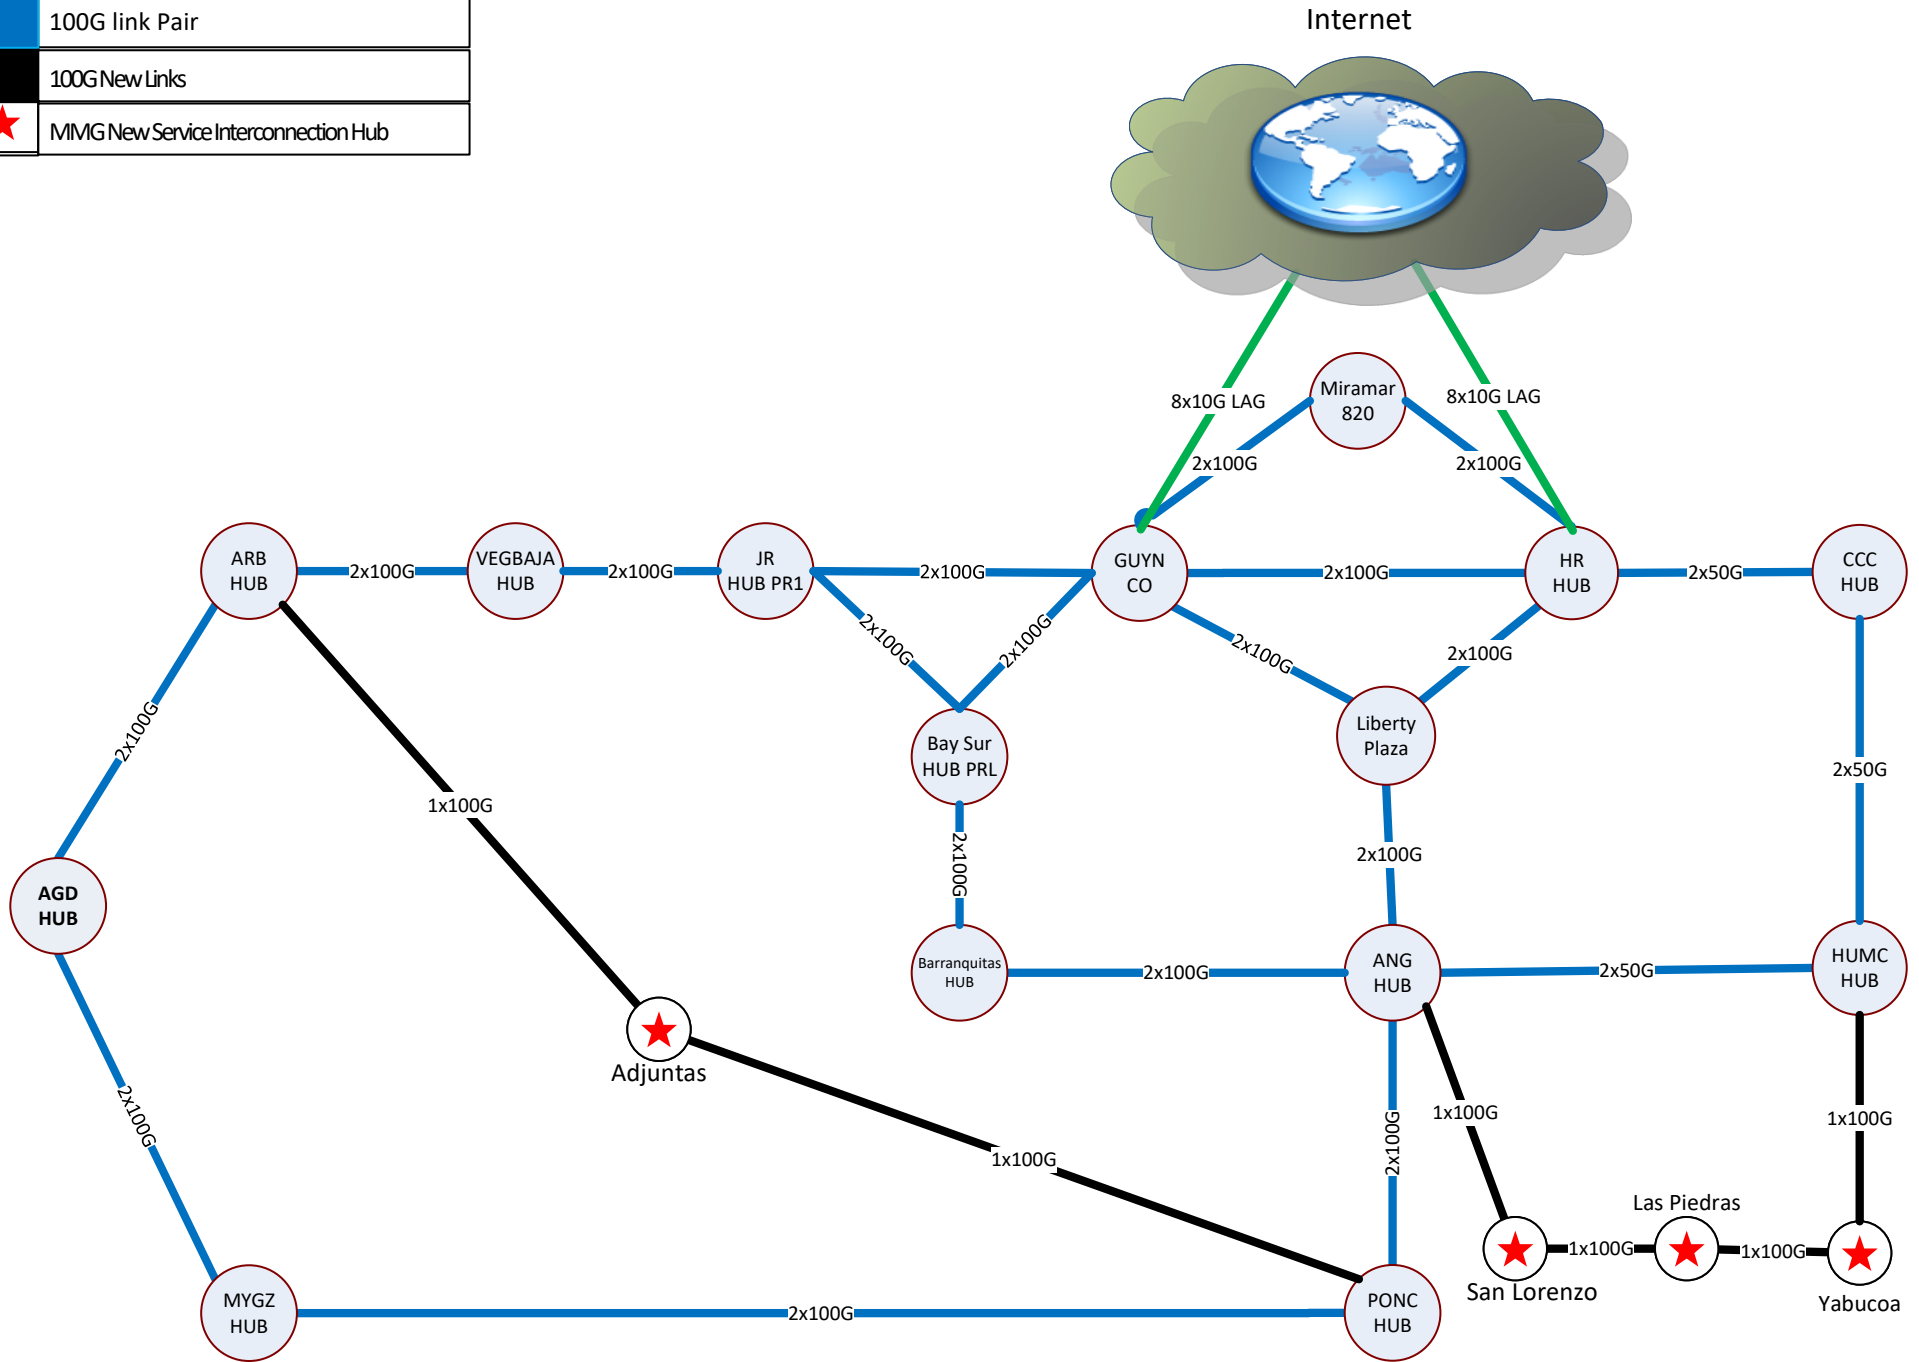 100G link Pair
100G New Links
MMG New Service Interconnection Hub
Internet
8x10G LAG
8x10G LAG
Miramar
820
2x100G
2x100G
ARB
HUB
2x100G
VEGBAJA
HUB
2x100G
JR
HUB PR1
2x100G
GUYN
CO
2x100G
HR
HUB
2x50G
CCC
HUB
2x100G
2x100G
2x100G
2x100G
2x100G
Bay Sur
HUB PRL
Liberty
Plaza
2x50G
1x100G
2x100G
2x100G
AGD
HUB
Barranquitas
HUB
2x100G
ANG
HUB
2x50G
HUMC
HUB
Adjuntas
2x100G
1x100G
2x100G
1x100G
1x100G
Las Piedras
1x100G
1x100G
San Lorenzo
Yabucoa
MYGZ
HUB
2x100G
PONC
HUB